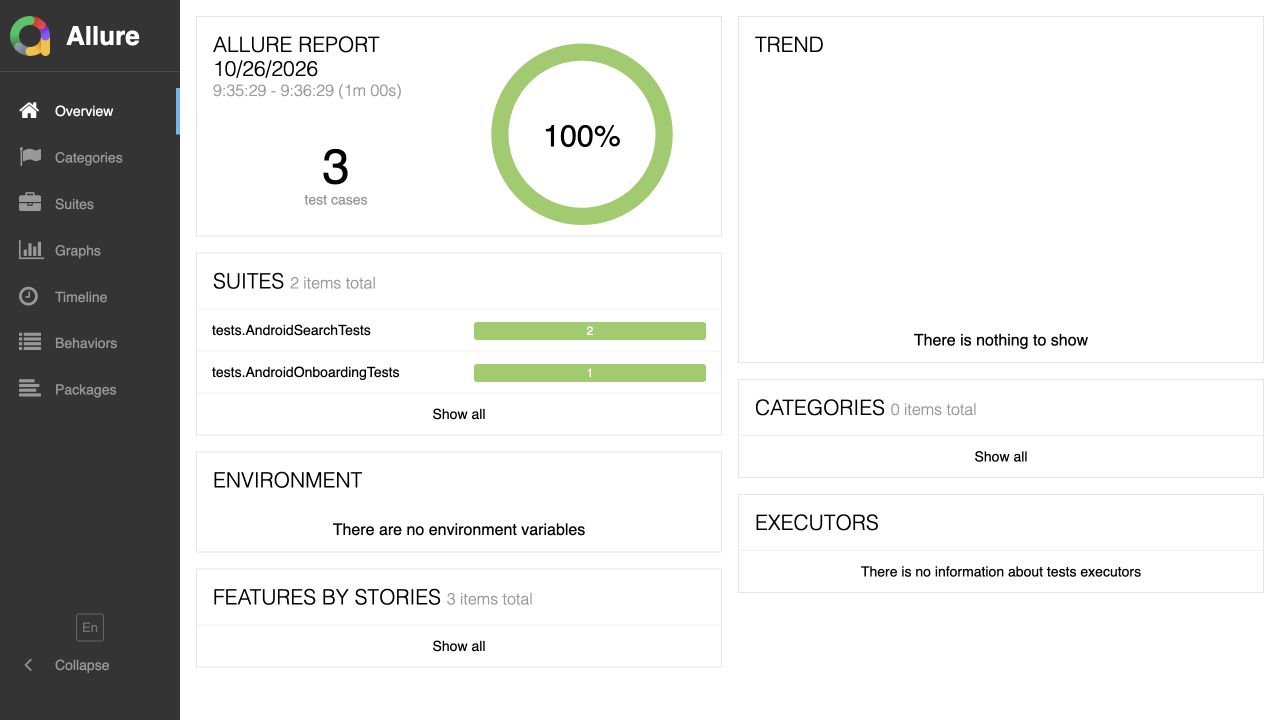 Allure
Overview
Categories
Suites
Graphs
Timeline
Behaviors
Packages
En
Collapse
ALLURE REPORT
10/26/2026
9:35:29 - 9:36:29 (1m 00s)
3
test cases
100%
SUITES 2 items total
tests.AndroidSearchTests 2
tests.AndroidOnboardingTests 1
Show all
ENVIRONMENT
There are no environment variables
FEATURES BY STORIES 3 items total
Show all
TREND
There is nothing to show
CATEGORIES 0 items total
Show all
EXECUTORS
There is no information about tests executors